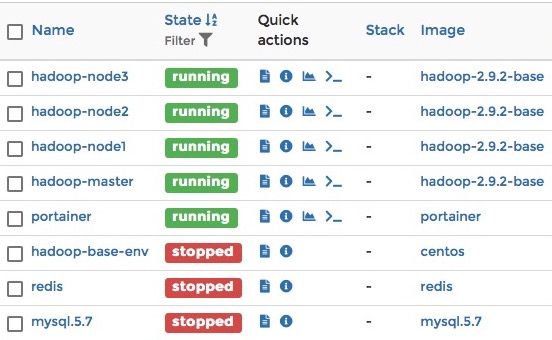 Name State Quick actions Stack Image
Filter
hadoop-node3 running - hadoop-2.9.2-base
hadoop-node2 running - hadoop-2.9.2-base
hadoop-node1 running - hadoop-2.9.2-base
hadoop-master running - hadoop-2.9.2-base
portainer running - portainer
hadoop-base-env stopped - centos
redis stopped - redis
mysql.5.7 stopped - mysql.5.7